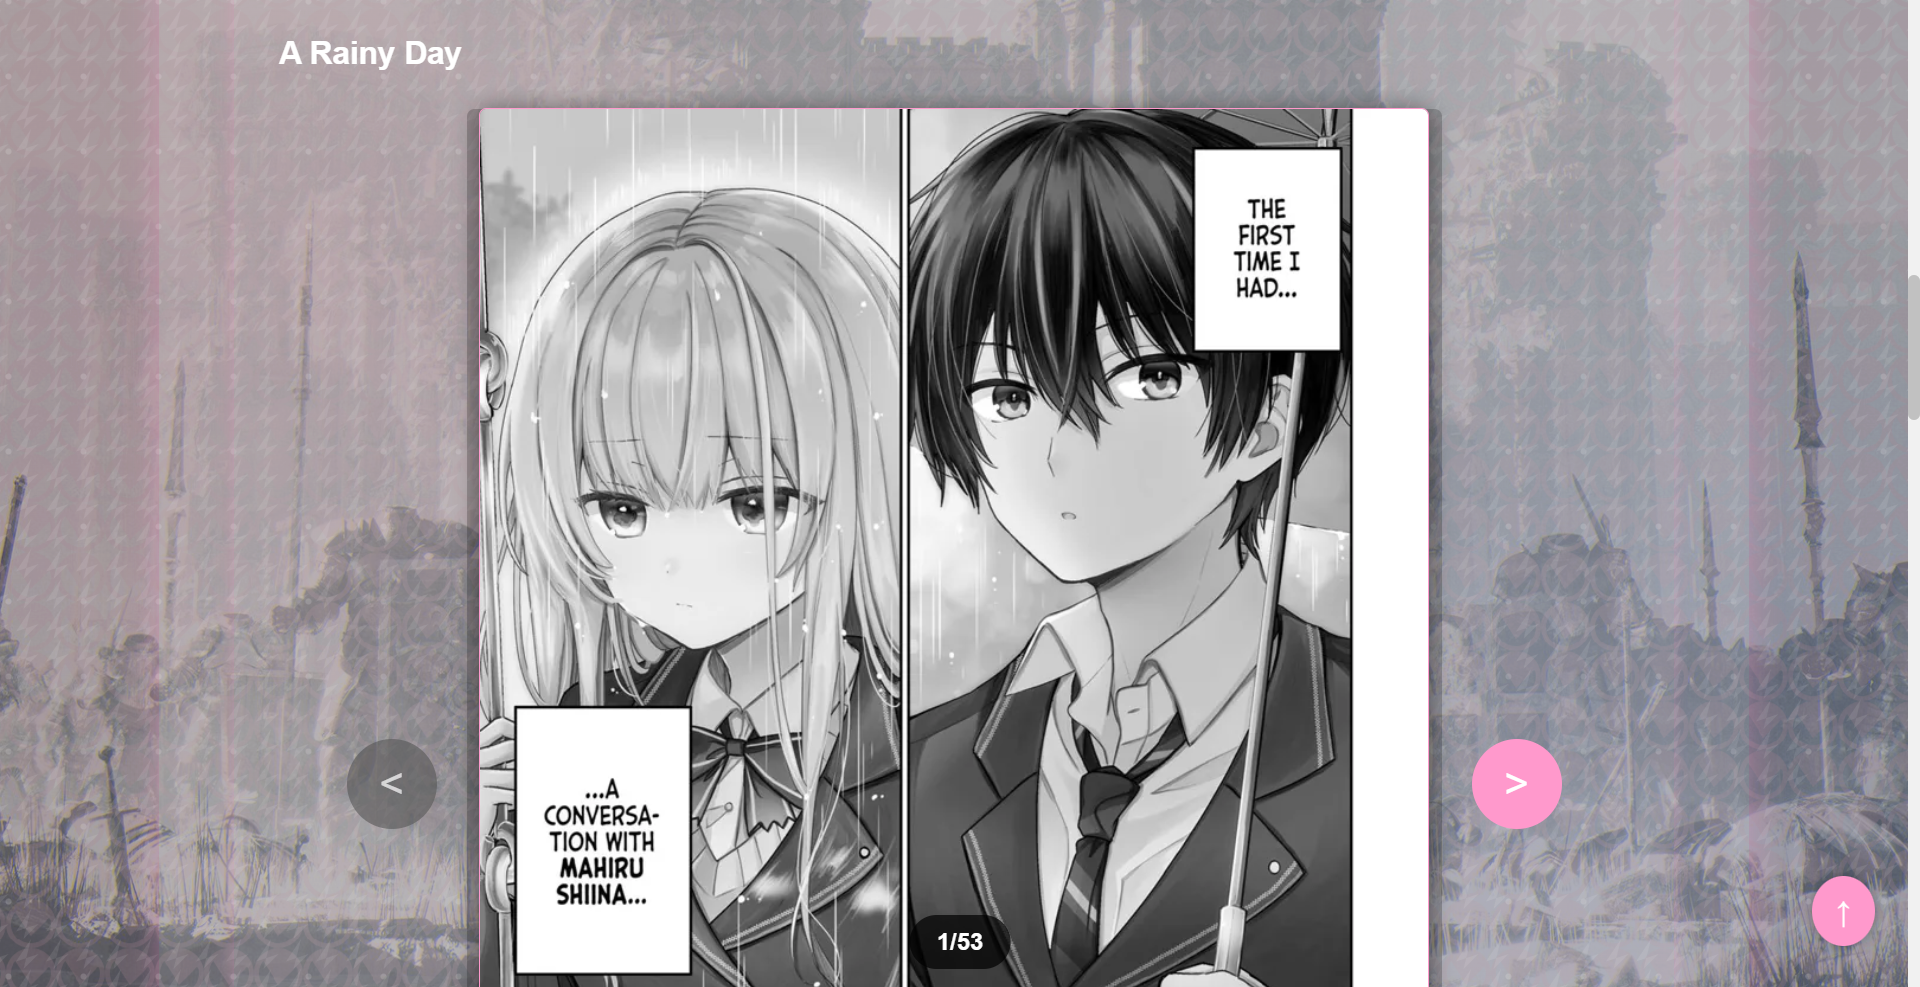 A Rainy Day
THE
FIRST
TIME I
HAD...
...A
CONVERSA-
TION WITH
MAHIRU
SHIINA...
<
>
1/53
↑